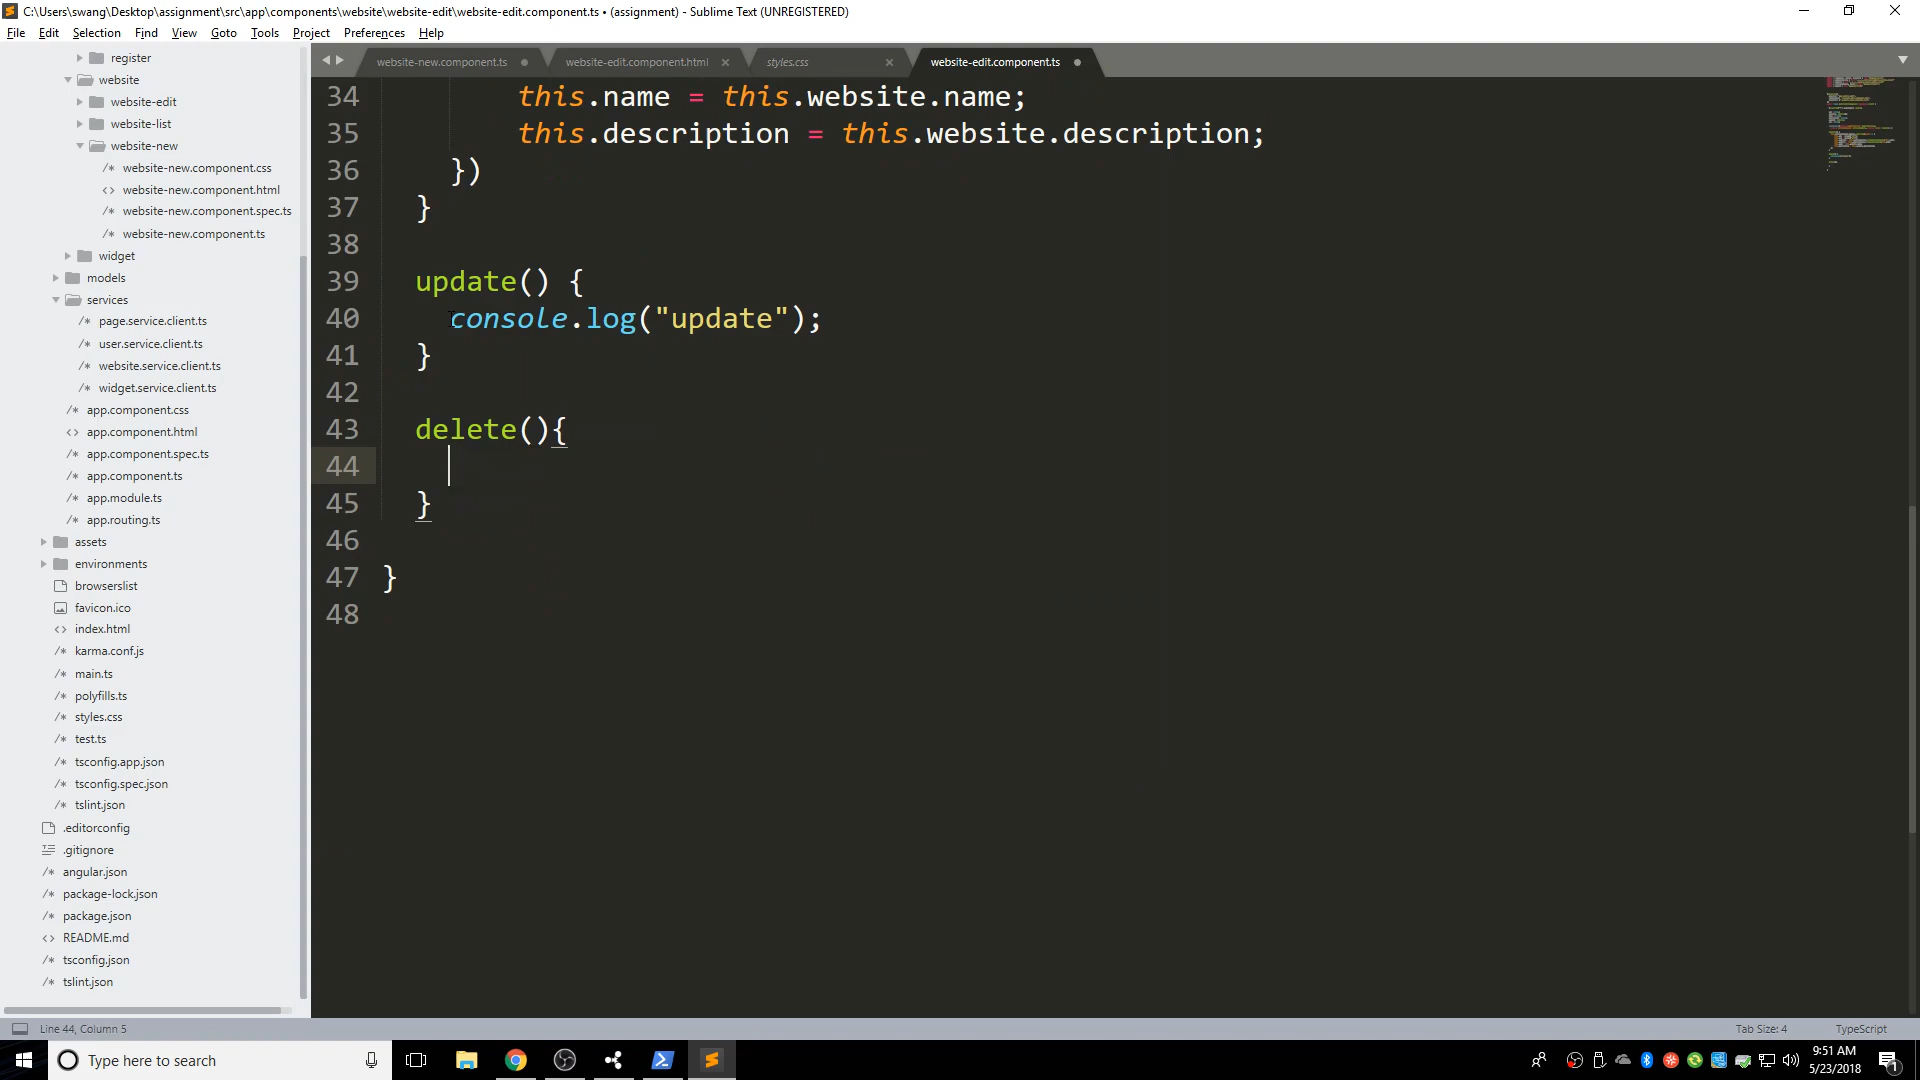 C:\Users\swang\Desktop\assignment\src\app\components\website\website-edit\website-edit.component.ts • (assignment) - Sublime Text (UNREGISTERED)
File Edit Selection Find View Goto Tools Project Preferences Help
register
website
website-edit
website-list
website-new
website-new.component.css
website-new.component.html
website-new.component.spec.ts
website-new.component.ts
widget
models
services
page.service.client.ts
user.service.client.ts
website.service.client.ts
widget.service.client.ts
app.component.css
app.component.html
app.component.spec.ts
app.component.ts
app.module.ts
app.routing.ts
assets
environments
browserslist
favicon.ico
index.html
karma.conf.js
main.ts
polyfills.ts
styles.css
test.ts
tsconfig.app.json
tsconfig.spec.json
tslint.json
.editorconfig
.gitignore
angular.json
package-lock.json
package.json
README.md
tsconfig.json
tslint.json
website-new.component.ts website-edit.component.html styles.css website-edit.component.ts
34 this.name = this.website.name;
35 this.description = this.website.description;
36 })
37 }
38
39 update() {
40 console.log("update");
41 }
42
43 delete(){
44
45 }
46
47 }
48
Line 44, Column 5 Tab Size: 4 TypeScript
Type here to search
9:51 AM
5/23/2018
1